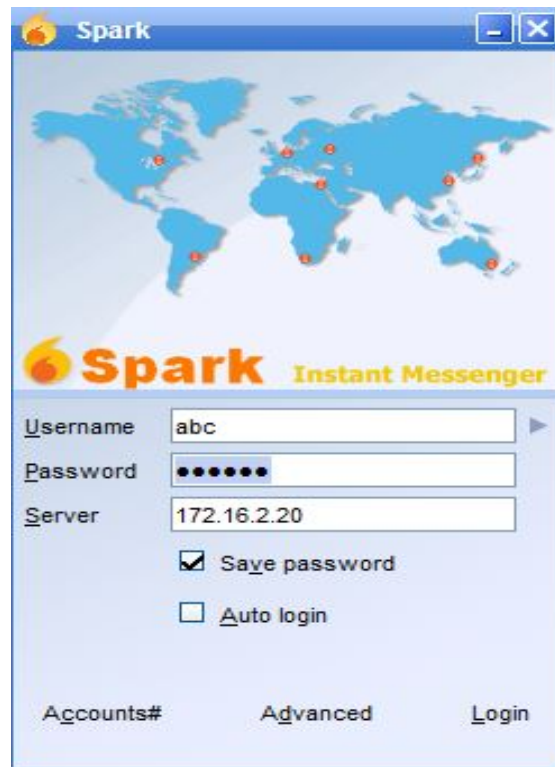 Spark
Spark Instant Messenger
Username abc
Password ●●●●●●
Server 172.16.2.20
Save password
Auto login
Accounts# Advanced Login